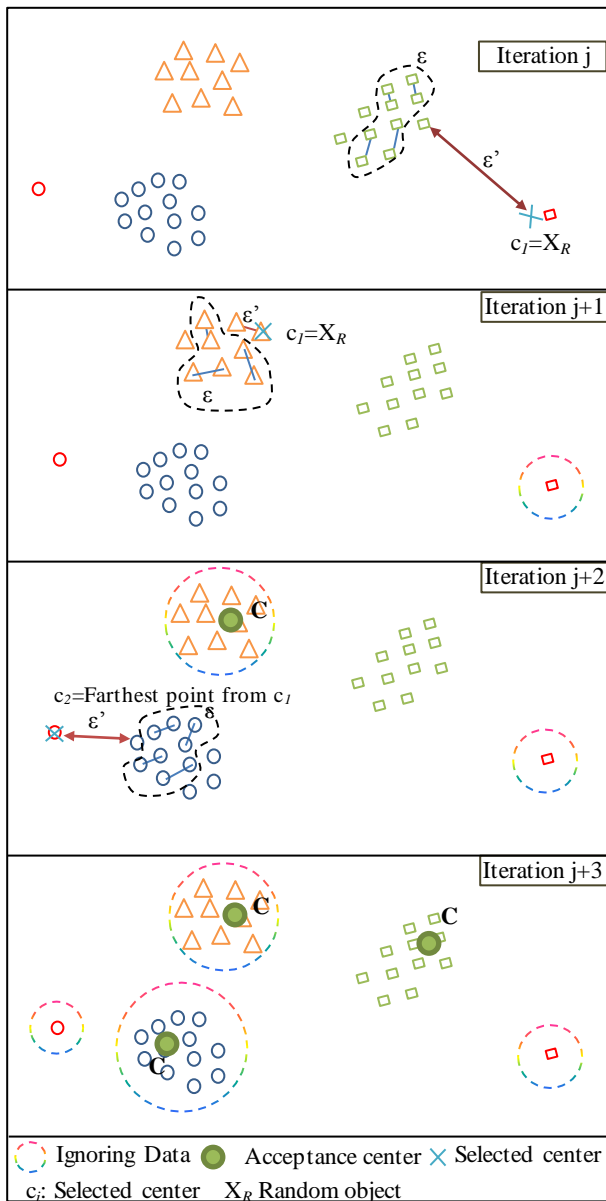 Iteration j
ε
ε’
c1=XR
Iteration j+1
ε’
c1=XR
ε
Iteration j+2
C
c2=Farthest point from c1
ε’
ε
Iteration j+3
C
C
C
Ignoring Data Acceptance center Selected center
ci: Selected center XR Random object